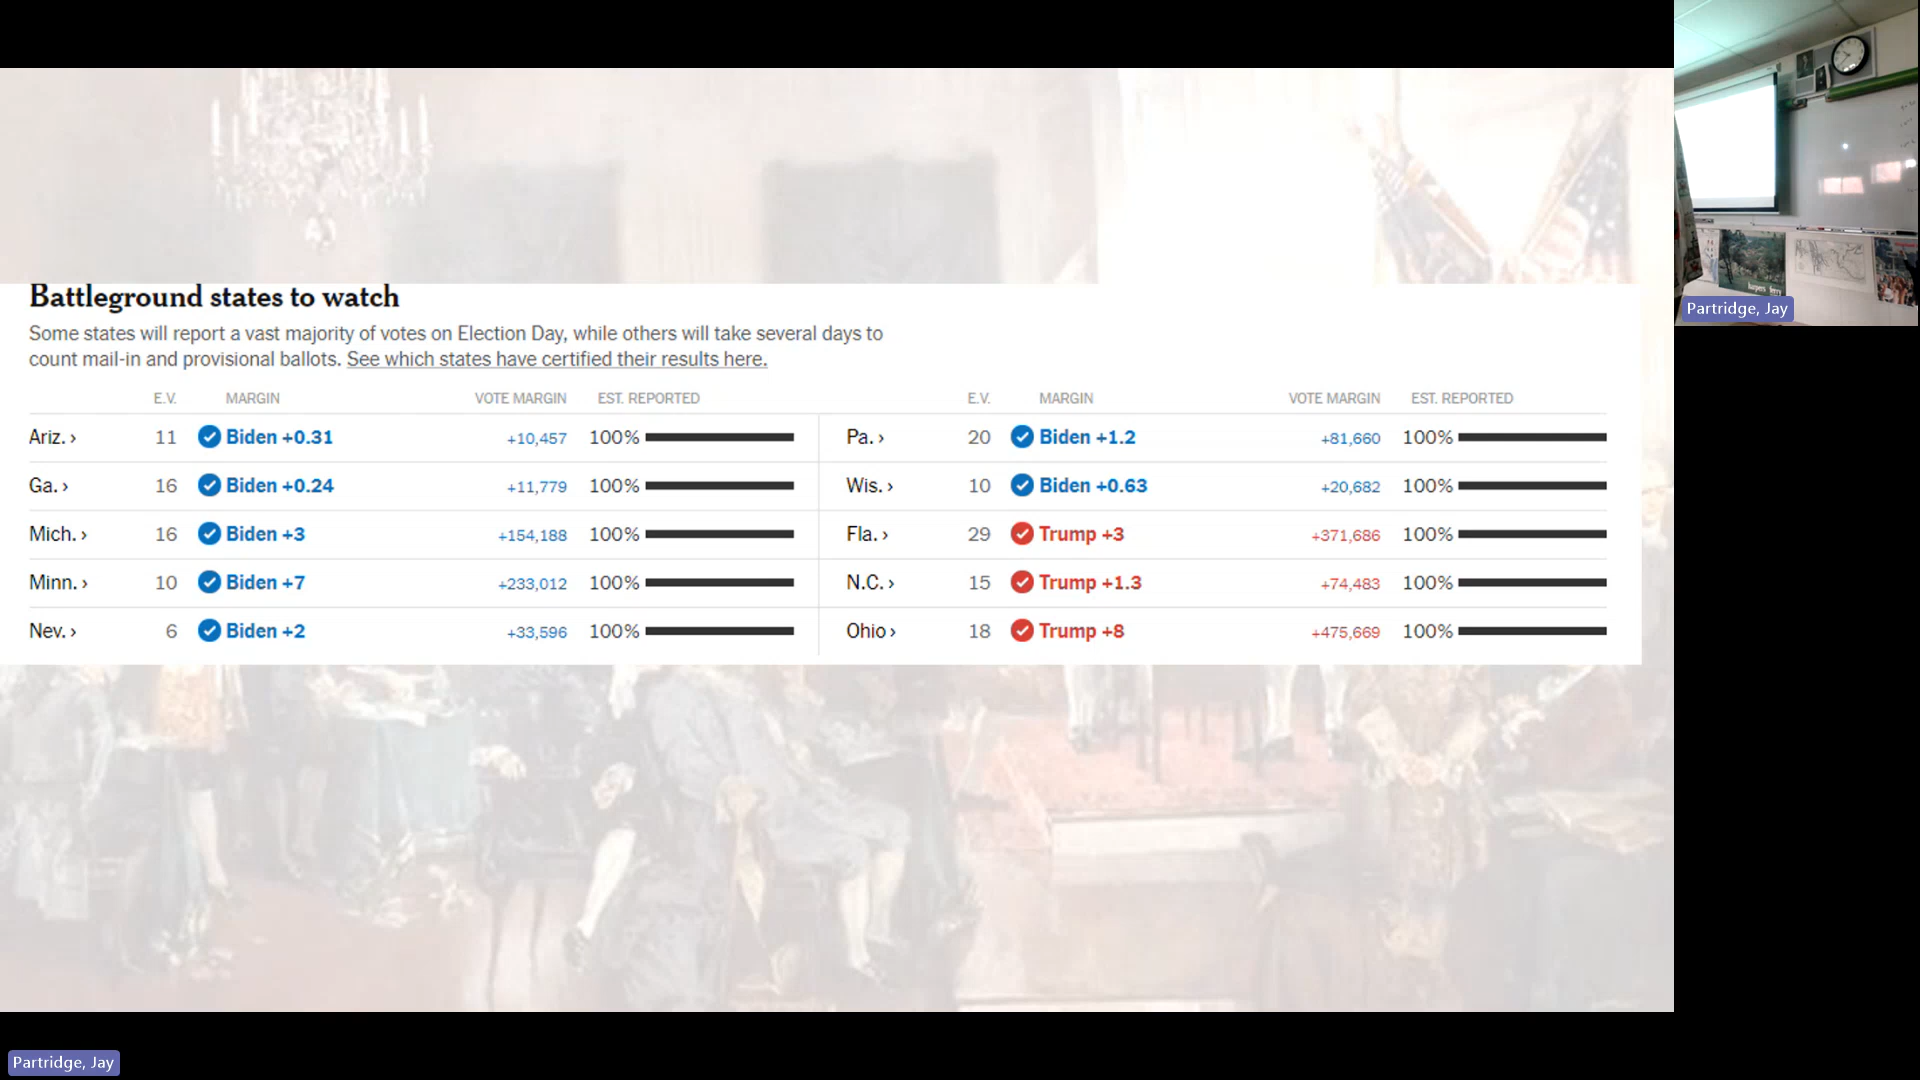 Battleground states to watch
Some states will report a vast majority of votes on Election Day, while others will take several days to
count mail-in and provisional ballots. See which states have certified their results here.
E.V. MARGIN VOTE MARGIN EST. REPORTED
Ariz. › 11 Biden +0.31 +10,457 100%
Ga. › 16 Biden +0.24 +11,779 100%
Mich. › 16 Biden +3 +154,188 100%
Minn. › 10 Biden +7 +233,012 100%
Nev. › 6 Biden +2 +33,596 100%
E.V. MARGIN VOTE MARGIN EST. REPORTED
Pa. › 20 Biden +1.2 +81,660 100%
Wis. › 10 Biden +0.63 +20,682 100%
Fla. › 29 Trump +3 +371,686 100%
N.C. › 15 Trump +1.3 +74,483 100%
Ohio › 18 Trump +8 +475,669 100%
harpers ferry
Partridge, Jay
Partridge, Jay